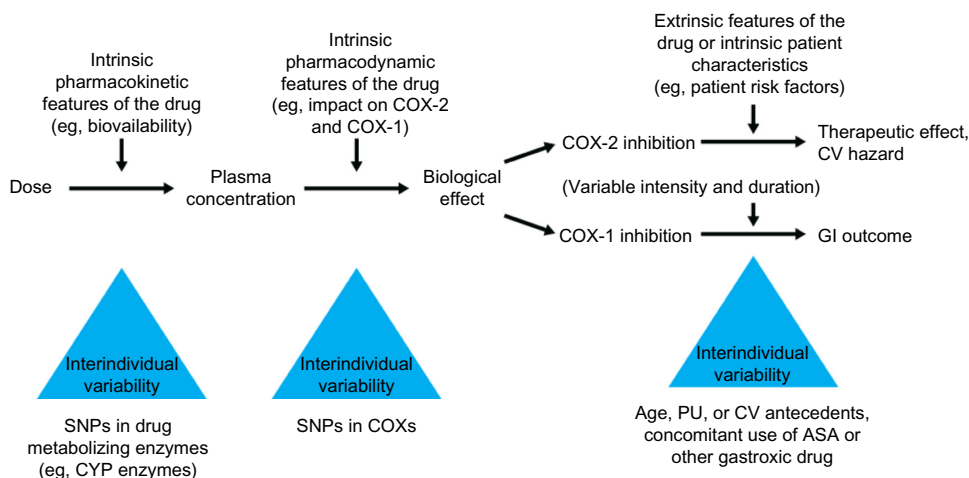 Intrinsic
pharmacokinetic
features of the drug
(eg, biovailability)
Intrinsic
pharmacodynamic
features of the drug
(eg, impact on COX-2
and COX-1)
Extrinsic features of the
drug or intrinsic patient
characteristics
(eg, patient risk factors)
Dose
Plasma
concentration
Biological
effect
COX-2 inhibition
Therapeutic effect,
CV hazard
(Variable intensity and duration)
COX-1 inhibition
GI outcome
Interindividual
variability
SNPs in drug
metabolizing enzymes
(eg, CYP enzymes)
Interindividual
variability
SNPs in COXs
Interindividual
variability
Age, PU, or CV antecedents,
concomitant use of ASA or
other gastroxic drug